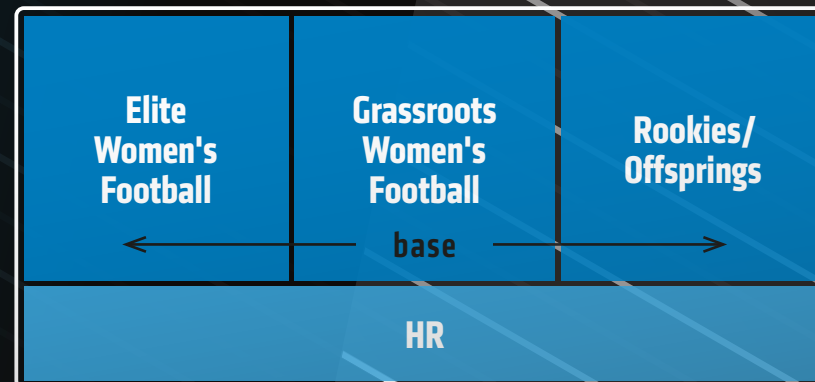 Elite
Women's
Football
Grassroots
Women's
Football
Rookies/
Offsprings
base
HR